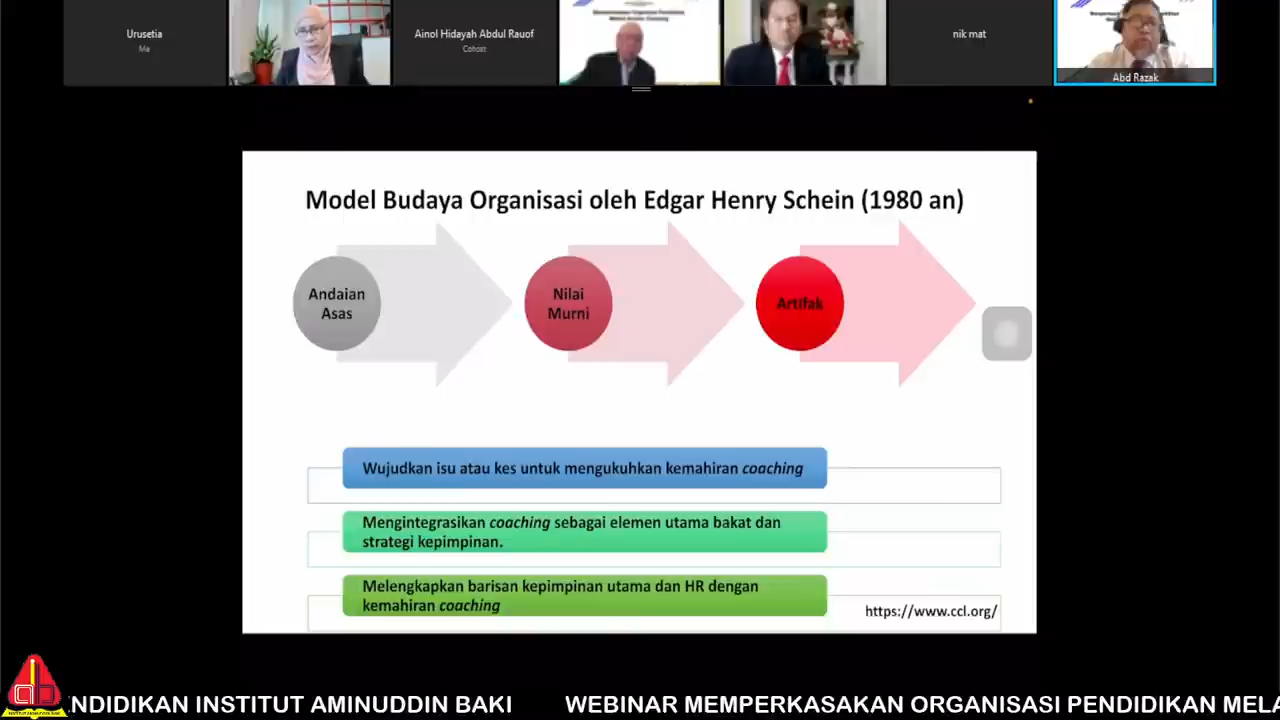 Urusetia
Me
Ainol Hidayah Abdul Rauof
Cohost
nik mat
Abd Razak
Model Budaya Organisasi oleh Edgar Henry Schein (1980 an)
Andaian
Asas
Nilai
Murni
Artifak
Wujudkan isu atau kes untuk mengukuhkan kemahiran coaching
Mengintegrasikan coaching sebagai elemen utama bakat dan
strategi kepimpinan.
Melengkapkan barisan kepimpinan utama dan HR dengan
kemahiran coaching
https://www.ccl.org/
NDIDIKAN INSTITUT AMINUDDIN BAKI WEBINAR MEMPERKASAKAN ORGANISASI PENDIDIKAN MELA